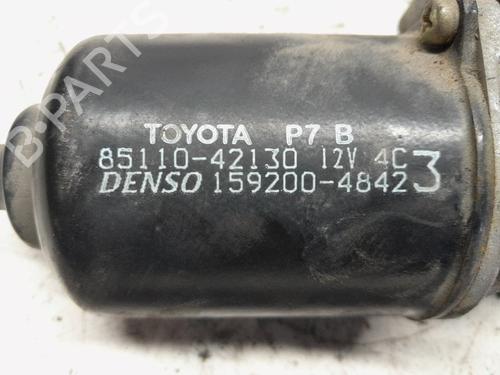 B-PARTS
TOYOTA P7 B
85110-42130 12V 4C
DENSO 159200-4842 3